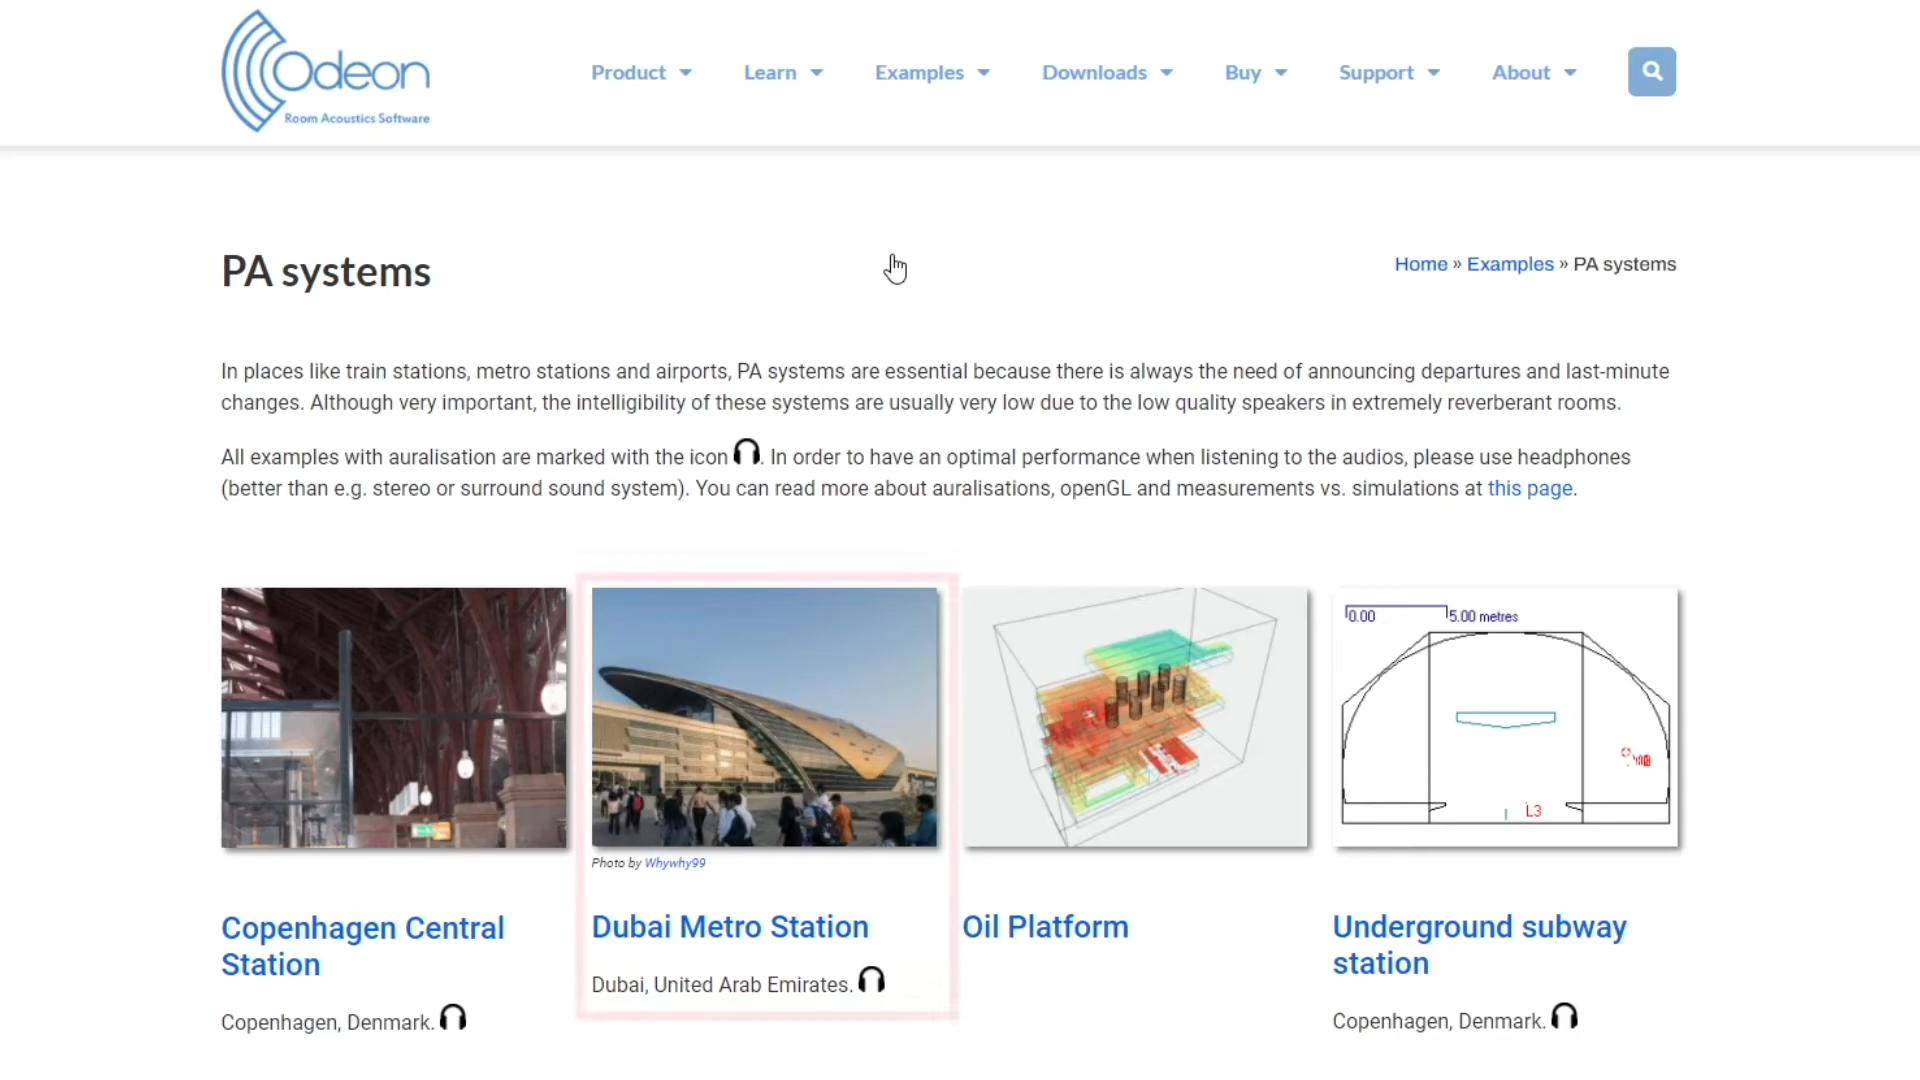 Odeon
Room Acoustics Software
Product
Learn
Examples
Downloads
Buy
Support
About
PA systems
Home » Examples » PA systems
In places like train stations, metro stations and airports, PA systems are essential because there is always the need of announcing departures and last-minute
changes. Although very important, the intelligibility of these systems are usually very low due to the low quality speakers in extremely reverberant rooms.
All examples with auralisation are marked with the icon . In order to have an optimal performance when listening to the audios, please use headphones
(better than e.g. stereo or surround sound system). You can read more about auralisations, openGL and measurements vs. simulations at this page.
0.00
5.00 metres
L3
Photo by Whywhy99
Copenhagen Central
Station
Copenhagen, Denmark.
Dubai Metro Station
Dubai, United Arab Emirates.
Oil Platform
Underground subway
station
Copenhagen, Denmark.